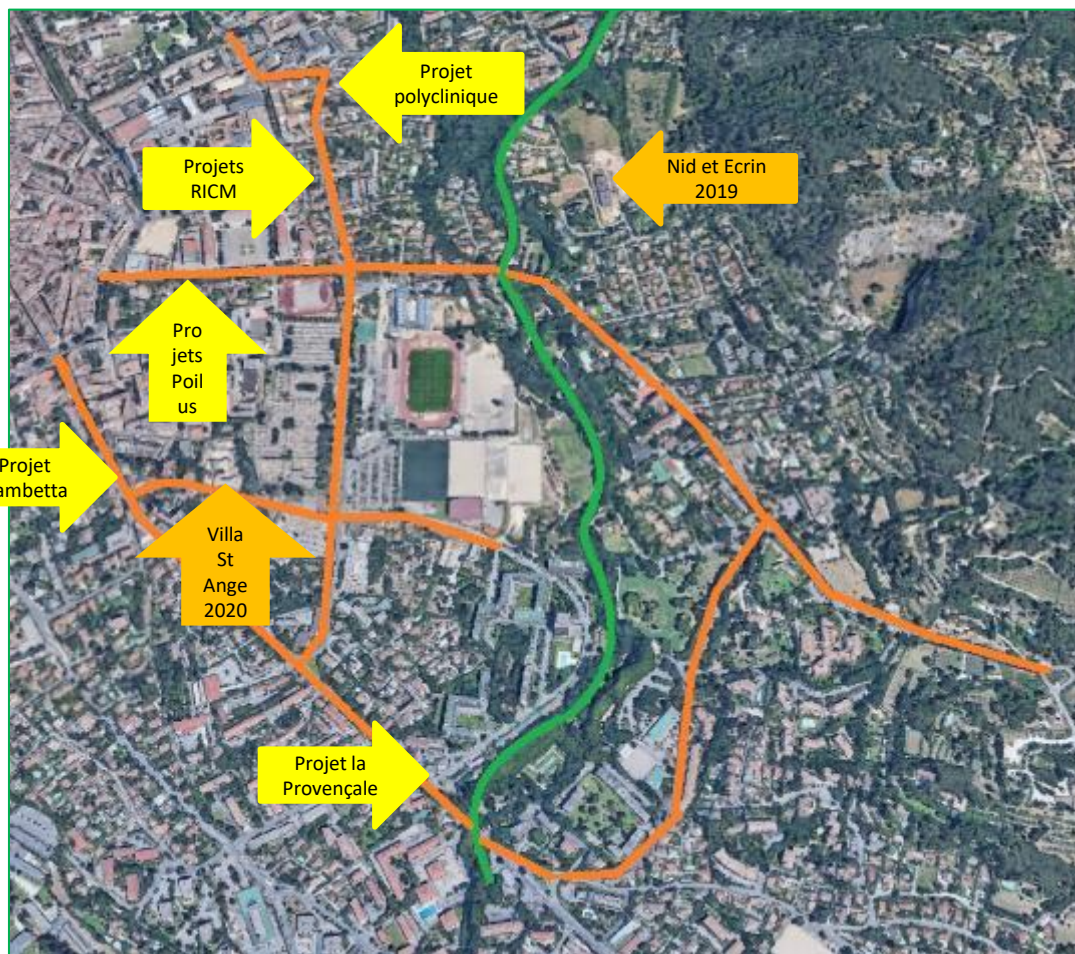 Projet
polyclinique
Projets
RICM
Nid et Ecrin
2019
Pro
jets
Poil
us
Projet
ambetta
Villa
St
Ange
2020
Projet la
Provençale